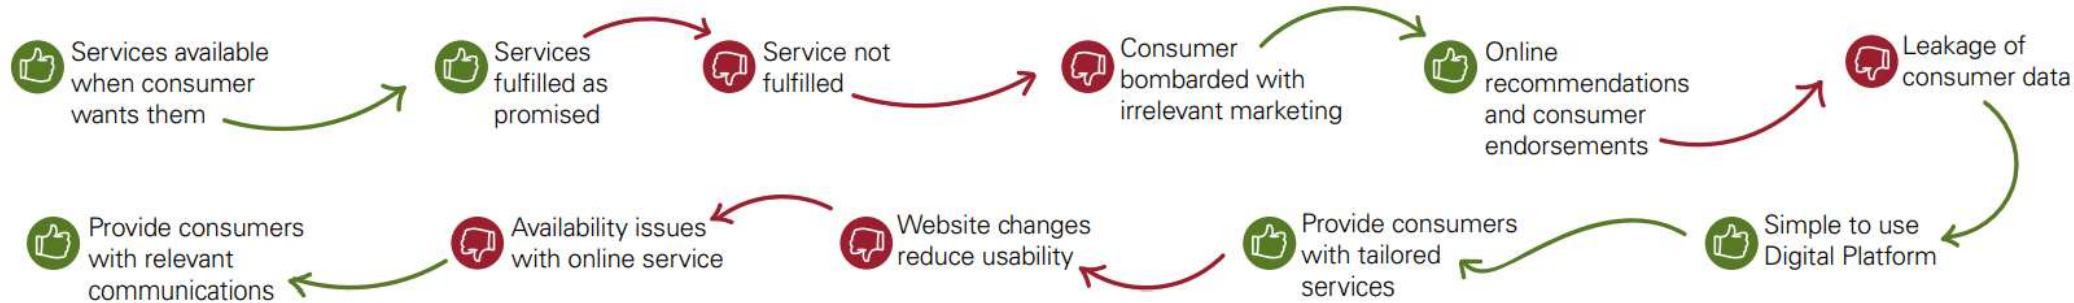 Services available
when consumer
wants them
Services
fulfilled as
promised
Service not
fulfilled
Consumer
bombarded with
irrelevant marketing
Online
recommendations
and consumer
endorsements
Leakage of
consumer data
Simple to use
Digital Platform
Provide consumers
with tailored
services
Website changes
reduce usability
Availability issues
with online service
Provide consumers
with relevant
communications